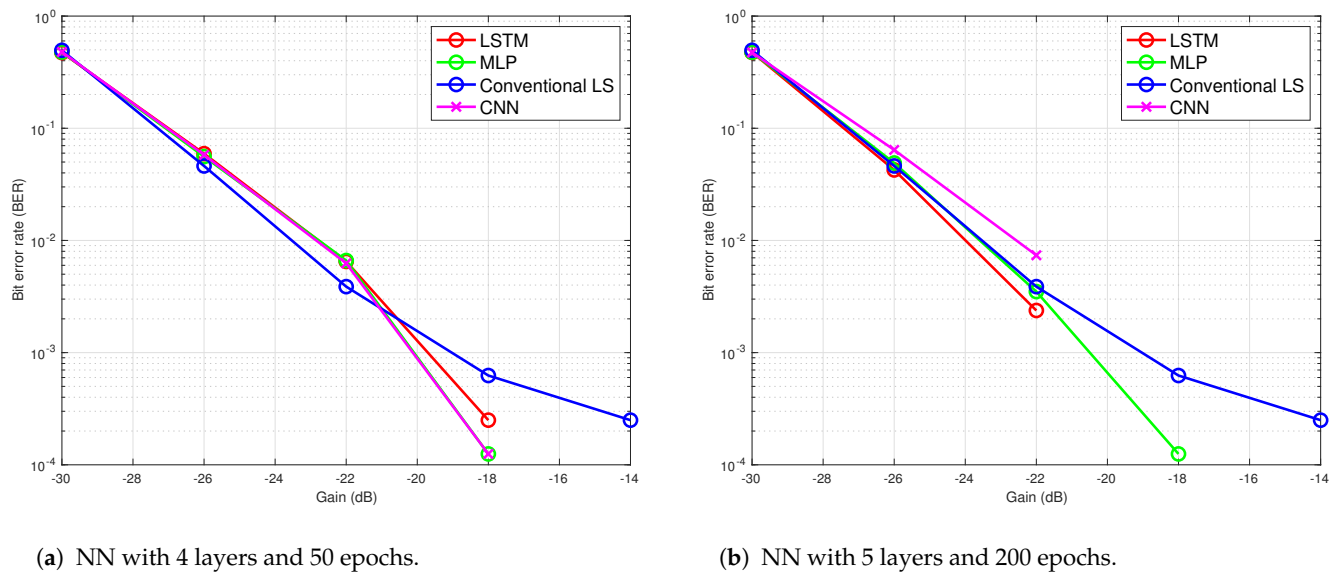 10^0
10^-1
10^-2
10^-3
10^-4
Bit error rate (BER)
-30
-28
-26
-24
-22
-20
-18
-16
-14
Gain (dB)
LSTM
MLP
Conventional LS
CNN
(a) NN with 4 layers and 50 epochs.
10^0
10^-1
10^-2
10^-3
10^-4
Bit error rate (BER)
-30
-28
-26
-24
-22
-20
-18
-16
-14
Gain (dB)
LSTM
MLP
Conventional LS
CNN
(b) NN with 5 layers and 200 epochs.